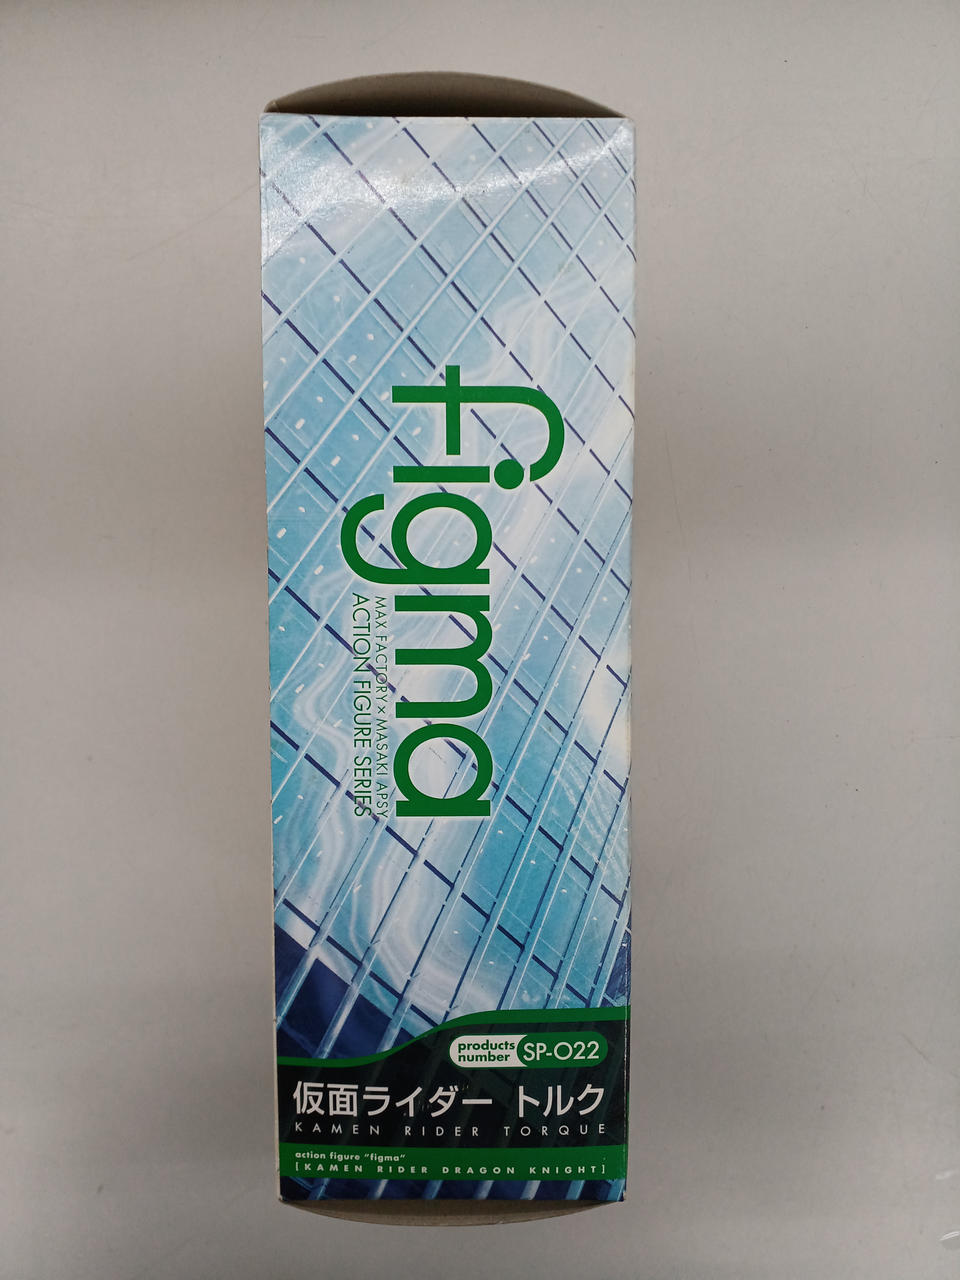 figma
MAX FACTORY × MASAKI APSY
ACTION FIGURE SERIES
products
number
SP-022
仮面ライダー トルク
KAMEN RIDER TORQUE
action figure "figma"
[KAMEN RIDER DRAGON KNIGHT]